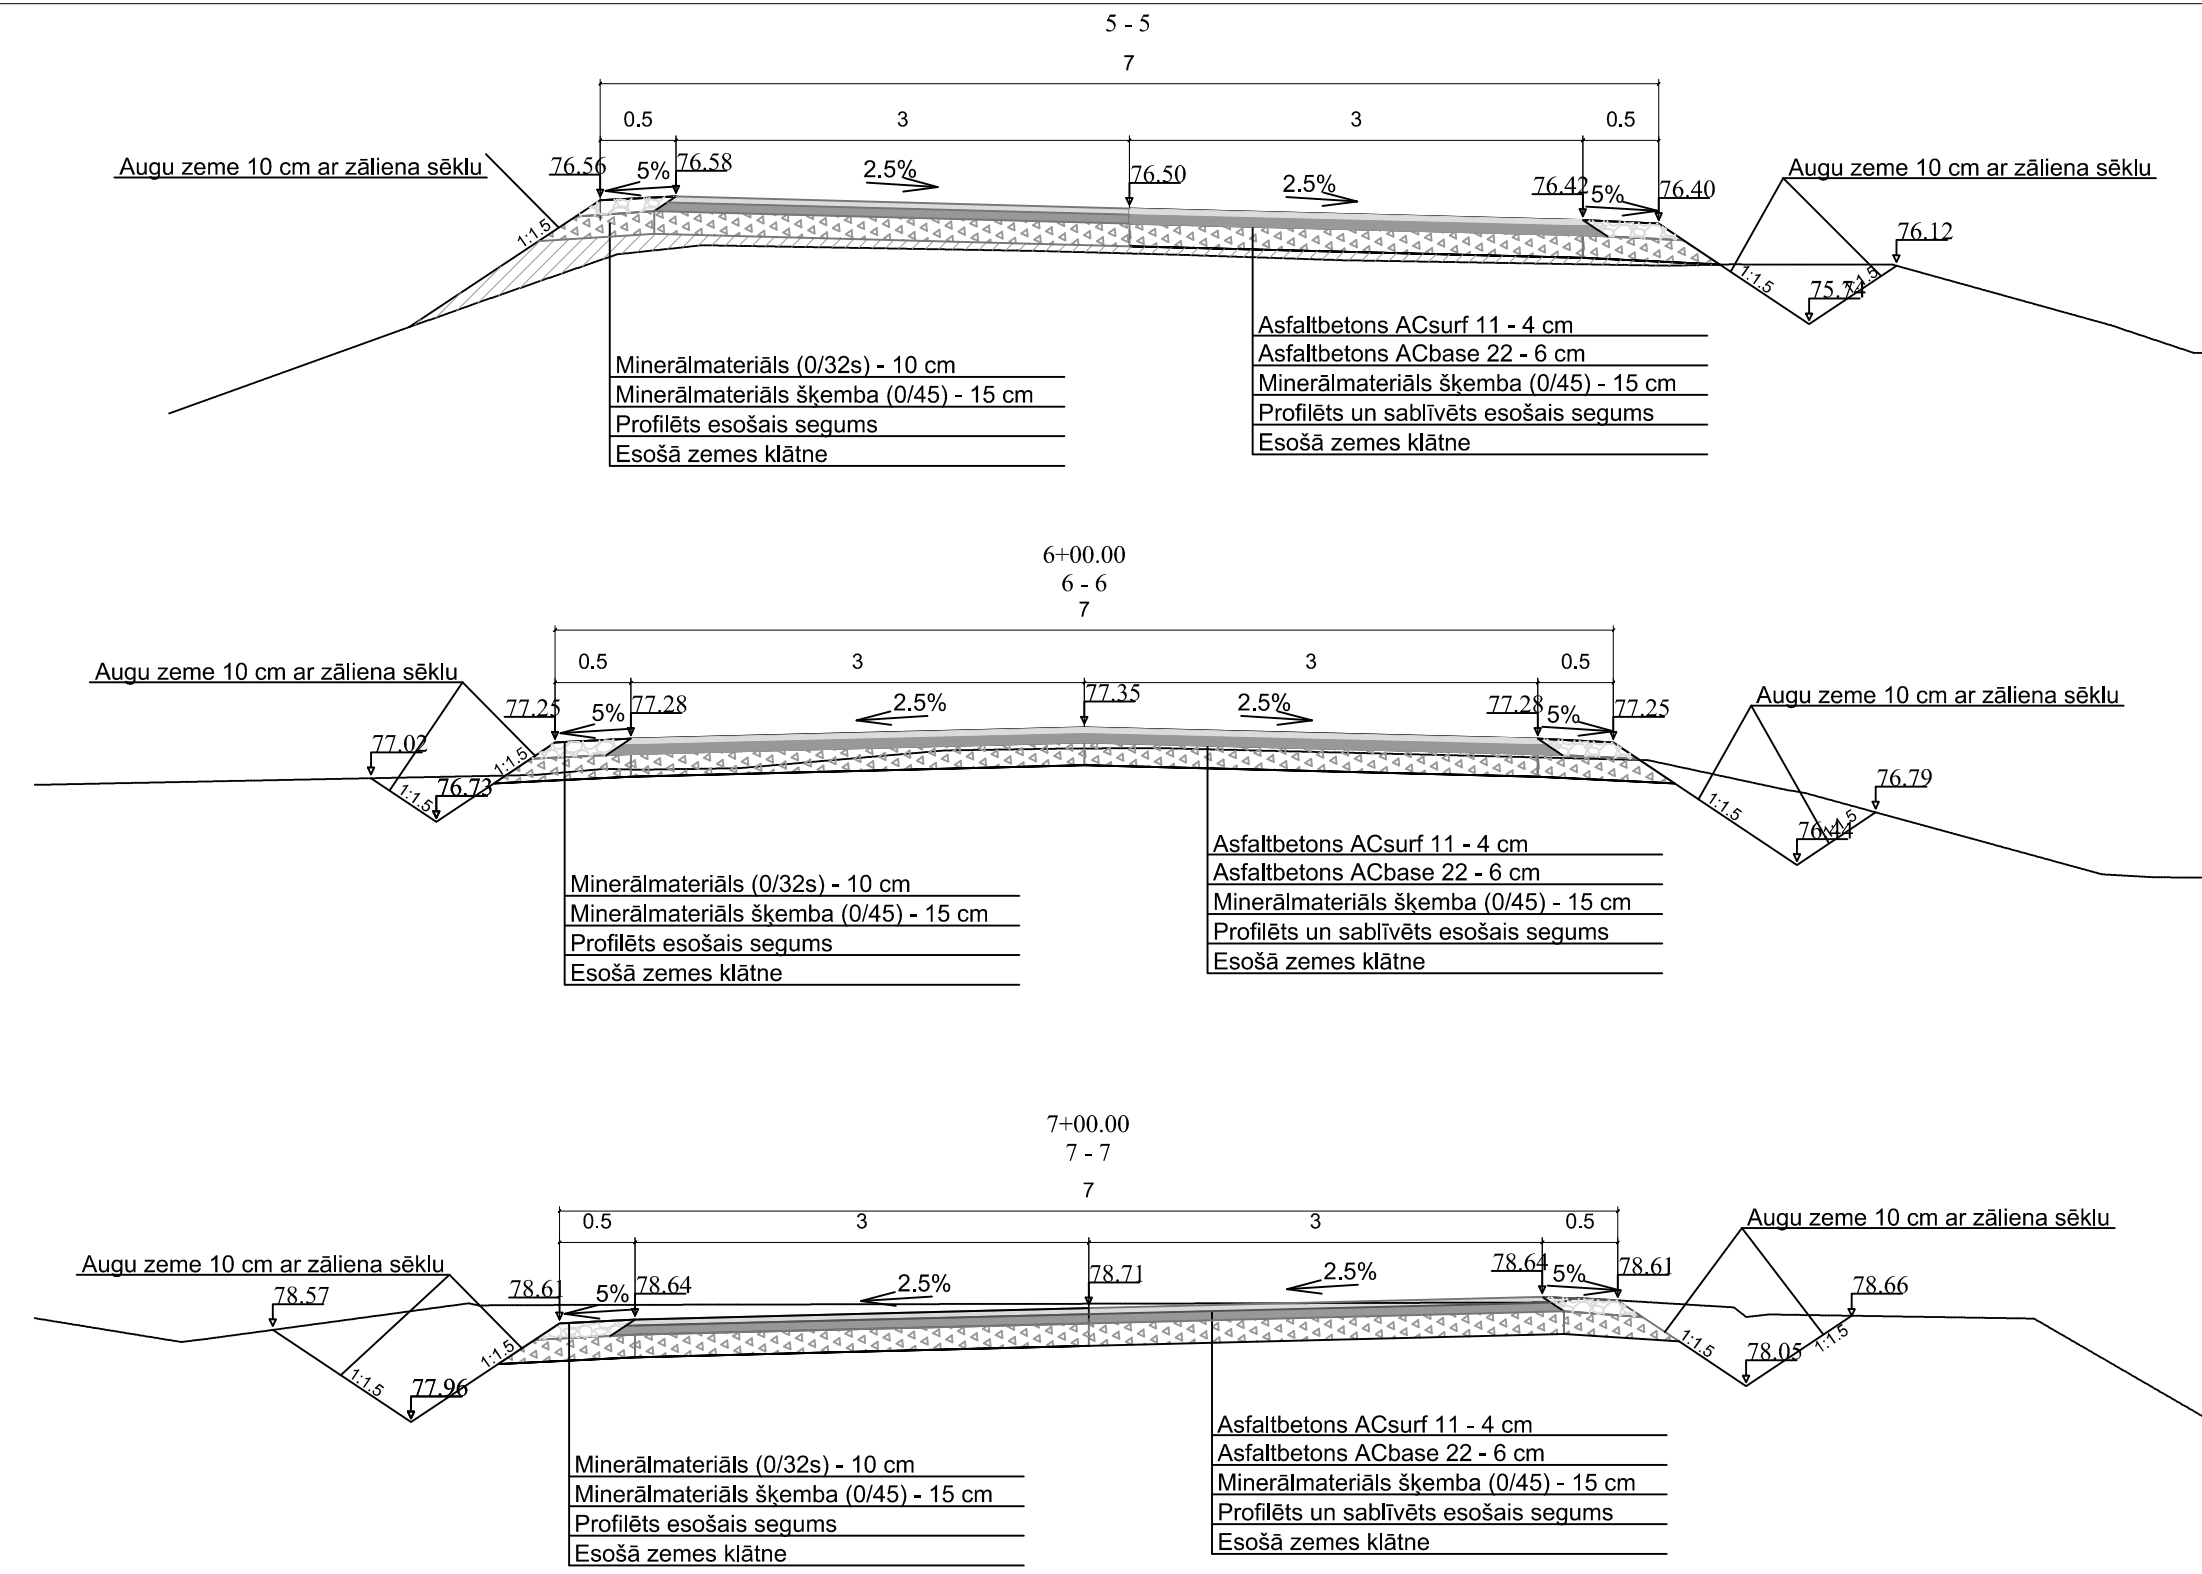 5 - 5
7
0.5
3
3
0.5
Augu zeme 10 cm ar zāliena sēklu
76.56
5%
76.58
2.5%
76.50
2.5%
76.42
5%
76.40
Augu zeme 10 cm ar zāliena sēklu
76.12
1:1.5
1:1.5
75.74
1:1.5
Asfaltbetons ACsurf 11 - 4 cm
Asfaltbetons ACbase 22 - 6 cm
Minerālmateriāls šķemba (0/45) - 15 cm
Profilēts un sablīvēts esošais segums
Esošā zemes klātne
Minerālmateriāls (0/32s) - 10 cm
Minerālmateriāls šķemba (0/45) - 15 cm
Profilēts esošais segums
Esošā zemes klātne
6+00.00
6 - 6
7
0.5
3
3
0.5
Augu zeme 10 cm ar zāliena sēklu
77.25
5%
77.28
2.5%
77.35
2.5%
77.28
5%
77.25
Augu zeme 10 cm ar zāliena sēklu
77.02
1:1.5
1:1.5
76.73
76.79
1:1.5
76.44
1:1.5
Asfaltbetons ACsurf 11 - 4 cm
Asfaltbetons ACbase 22 - 6 cm
Minerālmateriāls šķemba (0/45) - 15 cm
Profilēts un sablīvēts esošais segums
Esošā zemes klātne
Minerālmateriāls (0/32s) - 10 cm
Minerālmateriāls šķemba (0/45) - 15 cm
Profilēts esošais segums
Esošā zemes klātne
7+00.00
7 - 7
7
0.5
3
3
0.5
Augu zeme 10 cm ar zāliena sēklu
78.57
78.61
5%
78.64
2.5%
78.71
2.5%
78.64
5%
78.61
Augu zeme 10 cm ar zāliena sēklu
78.66
1:1.5
1:1.5
77.96
1:1.5
78.05
1:1.5
Asfaltbetons ACsurf 11 - 4 cm
Asfaltbetons ACbase 22 - 6 cm
Minerālmateriāls šķemba (0/45) - 15 cm
Profilēts un sablīvēts esošais segums
Esošā zemes klātne
Minerālmateriāls (0/32s) - 10 cm
Minerālmateriāls šķemba (0/45) - 15 cm
Profilēts esošais segums
Esošā zemes klātne